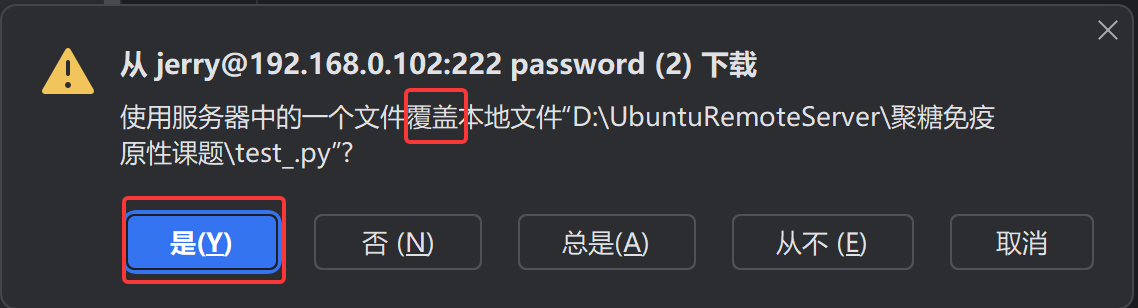 从 jerry@192.168.0.102:222 password (2) 下载
使用服务器中的一个文件覆盖本地文件“D:\UbuntuRemoteServer\聚糖免疫
原性课题\test_.py”?
是(Y) 否 (N) 总是(A) 从不 (E) 取消